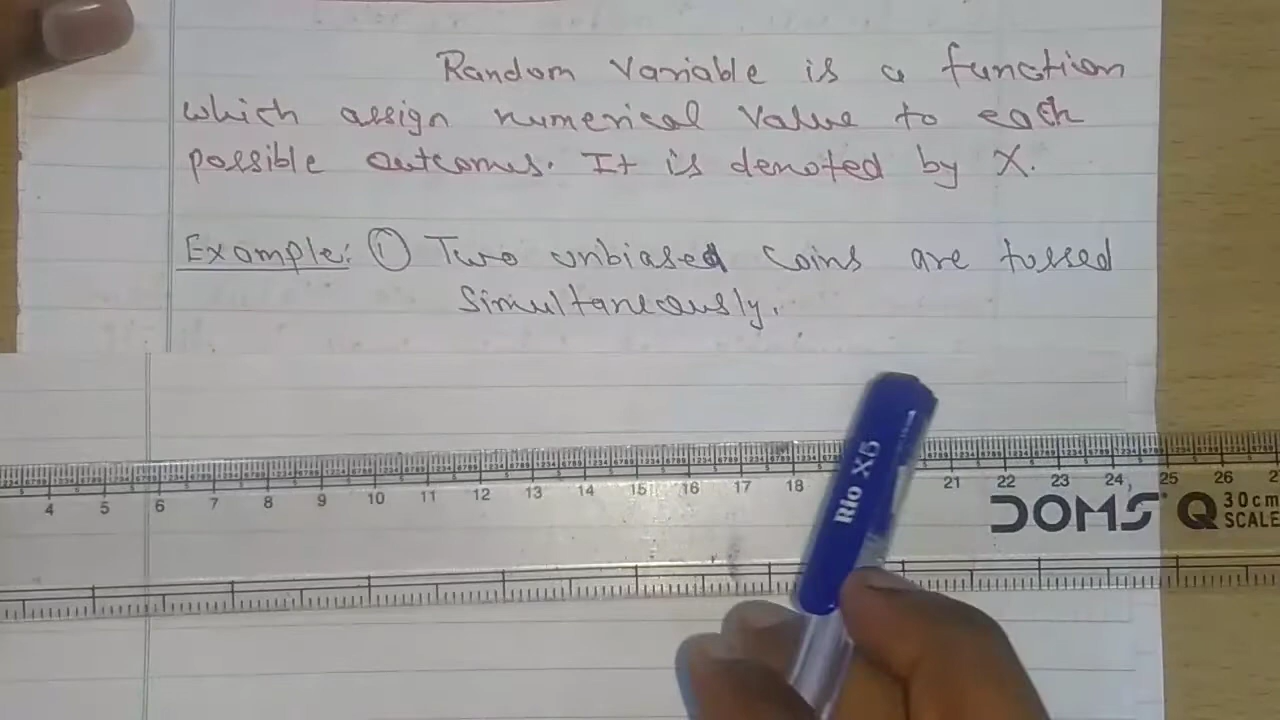 Random Variable is a function
which assign numerical value to each
possible outcomes. It is denoted by X.
Example: ① Two unbiased coins are tossed
simultaneously.
Rio X5
4 5 6 7 8 9 10 11 12 13 14 15 16 17 18 21 22 23 24 25 26
DOMS Q 30cm
SCALE